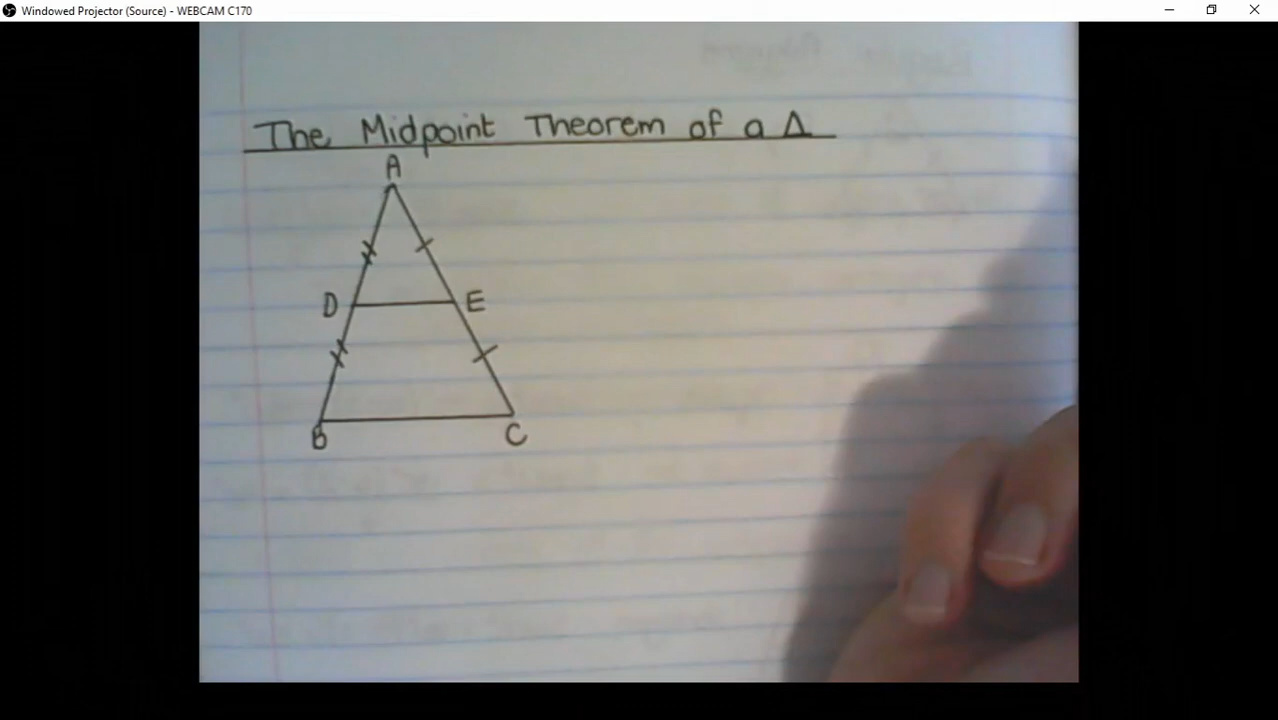 Windowed Projector (Source) - WEBCAM C170
The Midpoint Theorem of a Δ
A
D E
B C